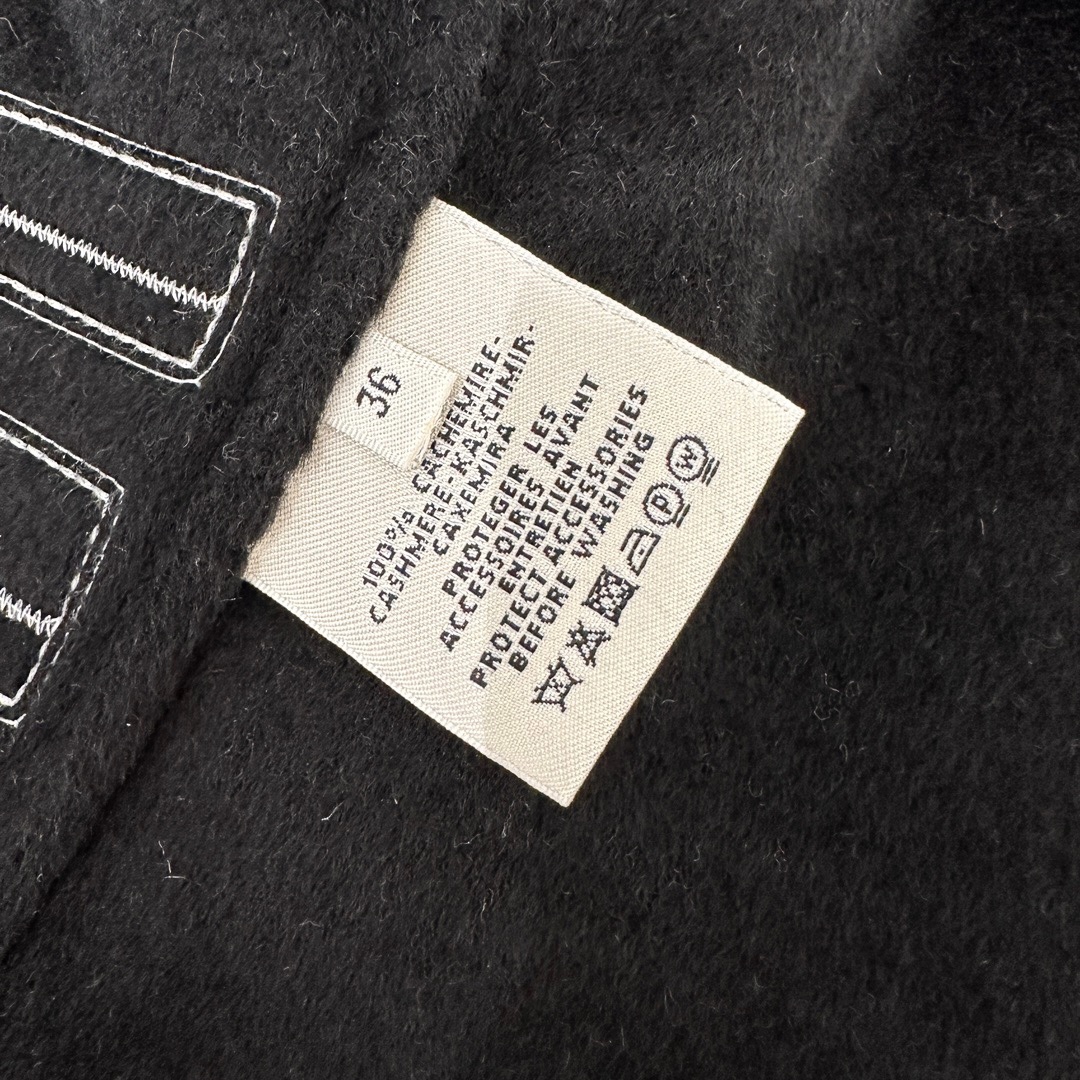 36
100% CACHEMIRE-
CASHMERE-KASCHMIR-
CAXEMIRA
PROTEGER LES
ACCESSOIRES AVANT
ENTRETIEN
PROTECT ACCESSORIES
BEFORE WASHING
P
W